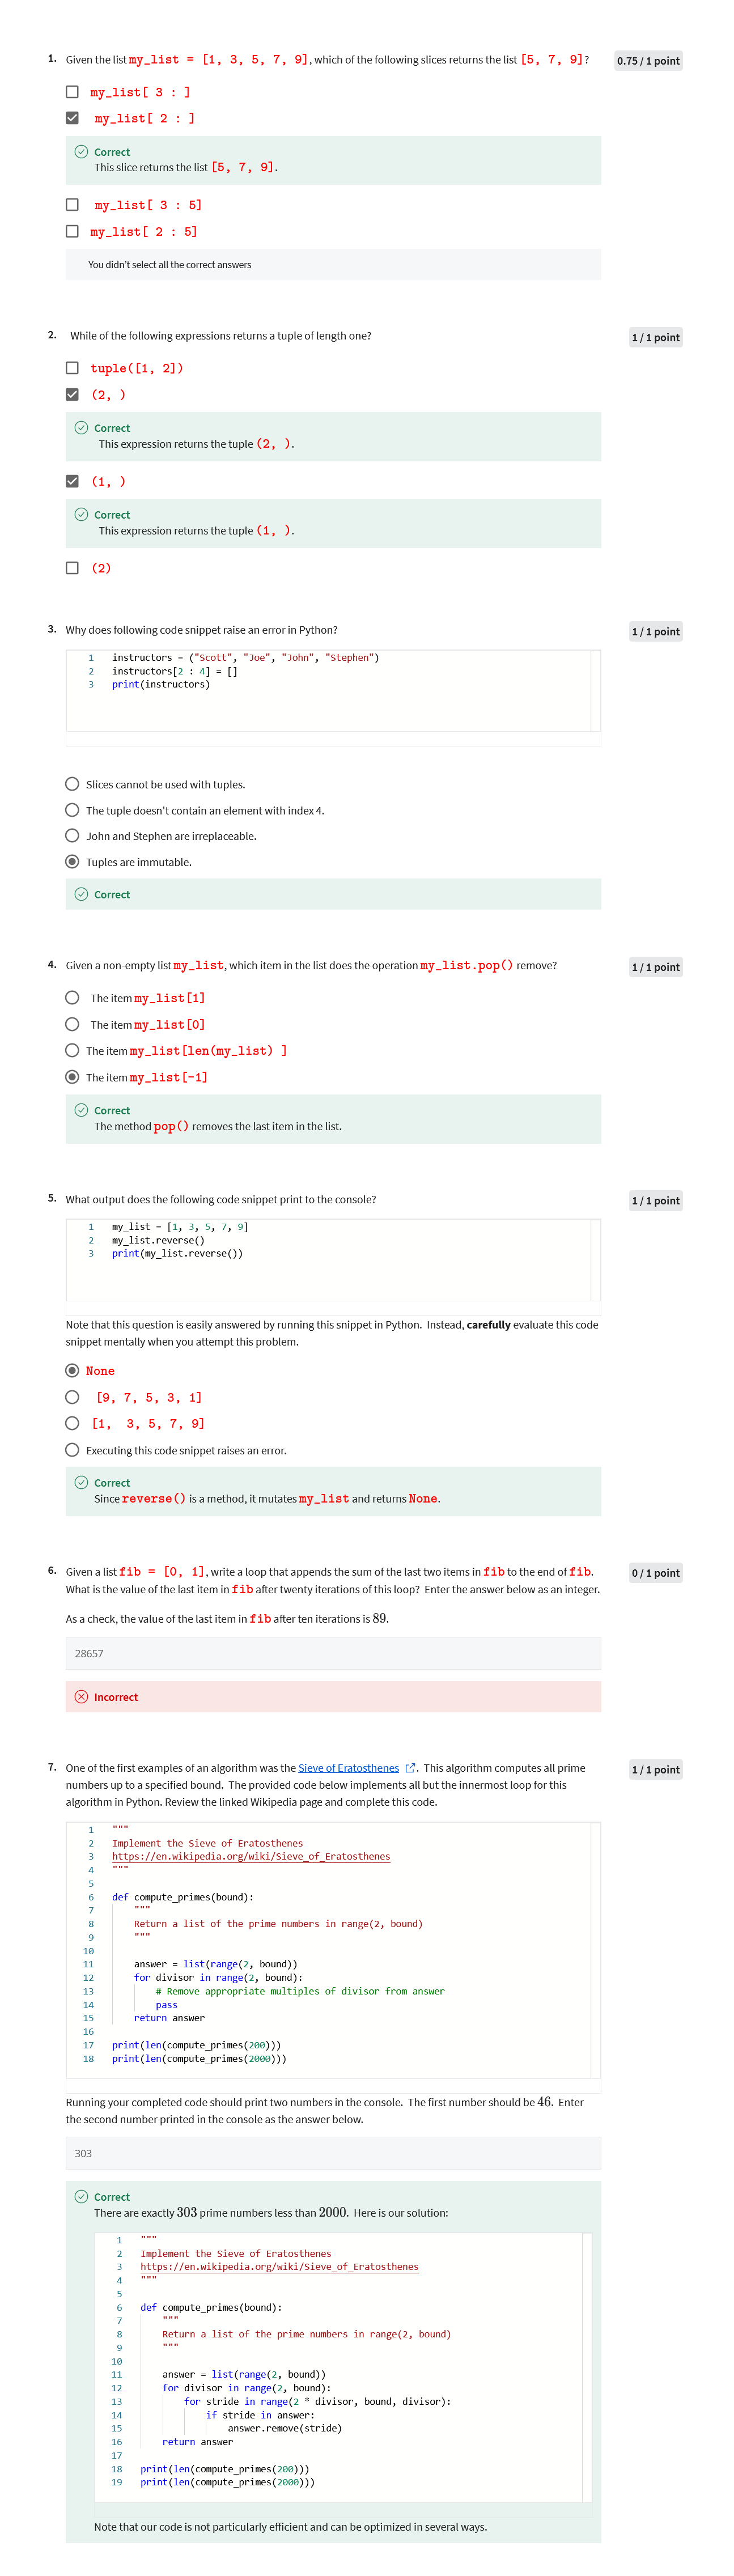 1. Given the list my_list = [1, 3, 5, 7, 9], which of the following slices returns the list [5, 7, 9]?
0.75 / 1 point
my_list[ 3 : ]
my_list[ 2 : ]
Correct
This slice returns the list [5, 7, 9].
my_list[ 3 : 5]
my_list[ 2 : 5]
You didn't select all the correct answers
2. While of the following expressions returns a tuple of length one?
1 / 1 point
tuple([1, 2])
(2, )
Correct
This expression returns the tuple (2, ).
(1, )
Correct
This expression returns the tuple (1, ).
(2)
3. Why does following code snippet raise an error in Python?
1 / 1 point
1 instructors = ("Scott", "Joe", "John", "Stephen")
2 instructors[2 : 4] = []
3 print(instructors)
Slices cannot be used with tuples.
The tuple doesn't contain an element with index 4.
John and Stephen are irreplaceable.
Tuples are immutable.
Correct
4. Given a non-empty list my_list, which item in the list does the operation my_list.pop() remove?
1 / 1 point
The item my_list[1]
The item my_list[0]
The item my_list[len(my_list) ]
The item my_list[-1]
Correct
The method pop() removes the last item in the list.
5. What output does the following code snippet print to the console?
1 / 1 point
1 my_list = [1, 3, 5, 7, 9]
2 my_list.reverse()
3 print(my_list.reverse())
Note that this question is easily answered by running this snippet in Python. Instead, carefully evaluate this code
snippet mentally when you attempt this problem.
None
[9, 7, 5, 3, 1]
[1, 3, 5, 7, 9]
Executing this code snippet raises an error.
Correct
Since reverse() is a method, it mutates my_list and returns None.
6. Given a list fib = [0, 1], write a loop that appends the sum of the last two items in fib to the end of fib.
0 / 1 point
What is the value of the last item in fib after twenty iterations of this loop? Enter the answer below as an integer.
As a check, the value of the last item in fib after ten iterations is 89.
28657
Incorrect
7. One of the first examples of an algorithm was the Sieve of Eratosthenes. This algorithm computes all prime
1 / 1 point
numbers up to a specified bound. The provided code below implements all but the innermost loop for this
algorithm in Python. Review the linked Wikipedia page and complete this code.
1 """
2 Implement the Sieve of Eratosthenes
3 https://en.wikipedia.org/wiki/Sieve_of_Eratosthenes
4 """
5
6 def compute_primes(bound):
7 """
8 Return a list of the prime numbers in range(2, bound)
9 """
10
11 answer = list(range(2, bound))
12 for divisor in range(2, bound):
13 # Remove appropriate multiples of divisor from answer
14 pass
15 return answer
16
17 print(len(compute_primes(200)))
18 print(len(compute_primes(2000)))
Running your completed code should print two numbers in the console. The first number should be 46. Enter
the second number printed in the console as the answer below.
303
Correct
There are exactly 303 prime numbers less than 2000. Here is our solution:
1 """
2 Implement the Sieve of Eratosthenes
3 https://en.wikipedia.org/wiki/Sieve_of_Eratosthenes
4 """
5
6 def compute_primes(bound):
7 """
8 Return a list of the prime numbers in range(2, bound)
9 """
10
11 answer = list(range(2, bound))
12 for divisor in range(2, bound):
13 for stride in range(2 * divisor, bound, divisor):
14 if stride in answer:
15 answer.remove(stride)
16 return answer
17
18 print(len(compute_primes(200)))
19 print(len(compute_primes(2000)))
Note that our code is not particularly efficient and can be optimized in several ways.